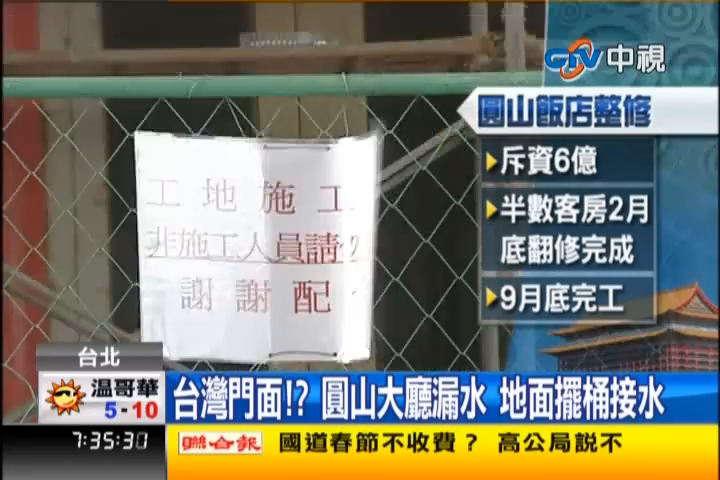 CTV中視
圓山飯店整修
斥資6億
半數客房2月
底翻修完成
9月底完工
工地施工
非施工人員請勿
謝謝配
台北
溫哥華
5-10
台灣門面!? 圓山大廳漏水 地面擺桶接水
7:35:30
聯合報 國道春節不收費? 高公局說不